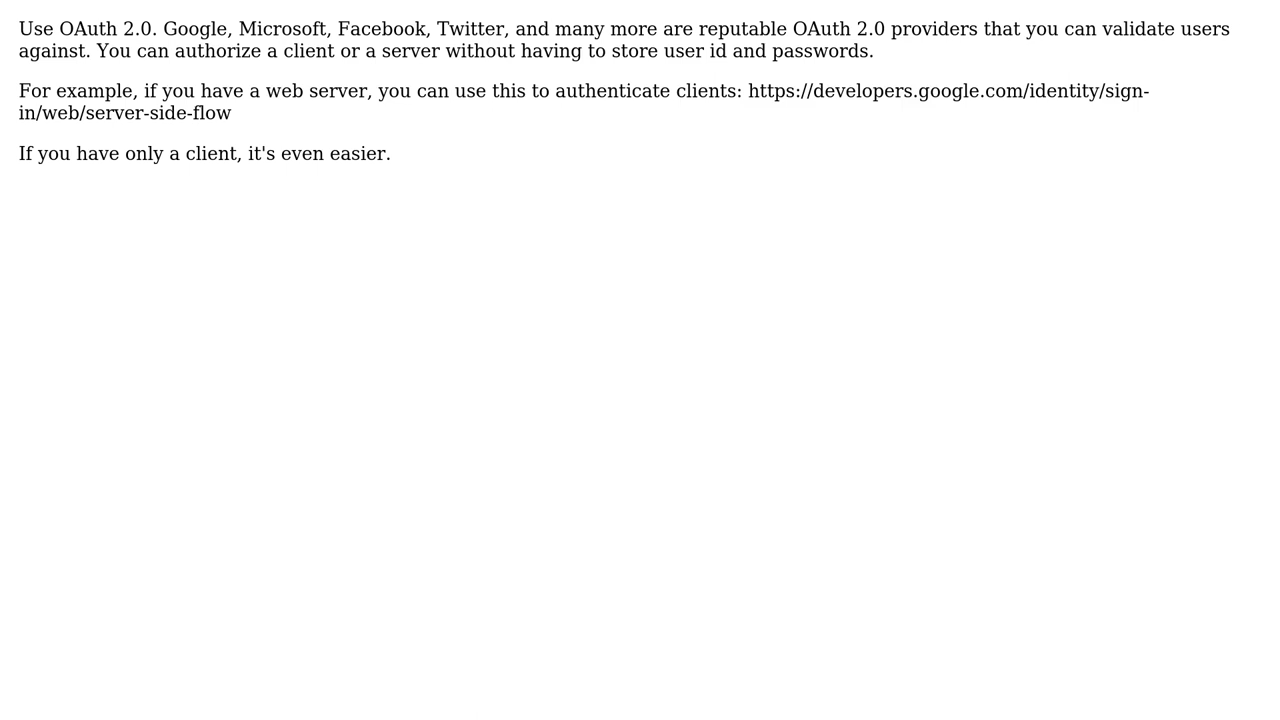 Use OAuth 2.0. Google, Microsoft, Facebook, Twitter, and many more are reputable OAuth 2.0 providers that you can validate users
against. You can authorize a client or a server without having to store user id and passwords.
For example, if you have a web server, you can use this to authenticate clients: https://developers.google.com/identity/sign-
in/web/server-side-flow
If you have only a client, it's even easier.